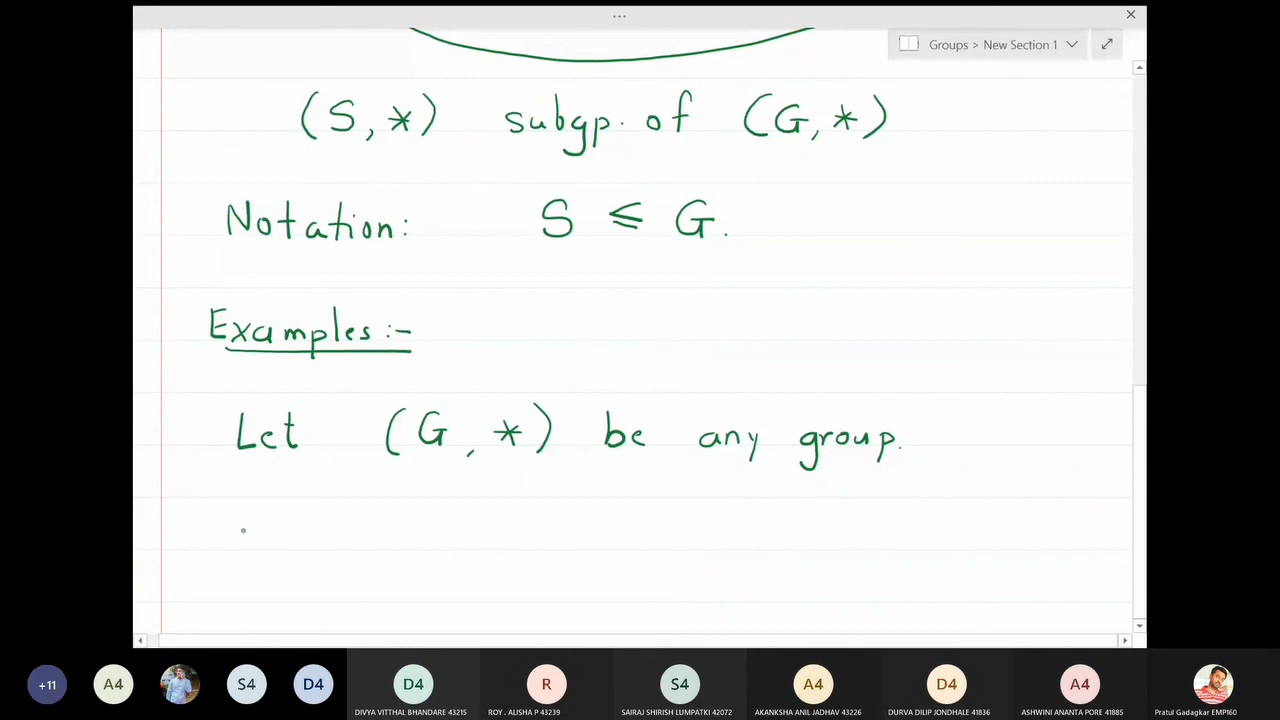 Groups > New Section 1
(S, *) subgp. of (G, *)
Notation: S ≤ G.
Examples :-
Let (G, *) be any group.
+11
A4
S4
D4
D4
R
S4
A4
D4
A4
DIVYA VITTHAL BHANDARE 43215
ROY . ALISHA P 43239
SAIRAJ SHIRISH LUMPATKI 42072
AKANKSHA ANIL JADHAV 43226
DURVA DILIP JONDHALE 41836
ASHWINI ANANTA PORE 41885
Pratul Gadagkar EMP160